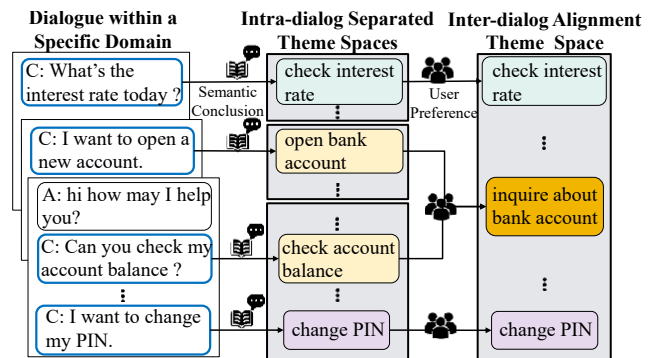 Dialogue within a
Specific Domain
Intra-dialog Separated
Theme Spaces
Inter-dialog Alignment
Theme Space
C: What's the
interest rate today ?
Semantic
Conclusion
check interest
rate
User
Preference
check interest
rate
C: I want to open a
new account.
open bank
account
A: hi how may I help
you?
inquire about
bank account
C: Can you check my
account balance ?
check account
balance
C: I want to change
my PIN.
change PIN
change PIN